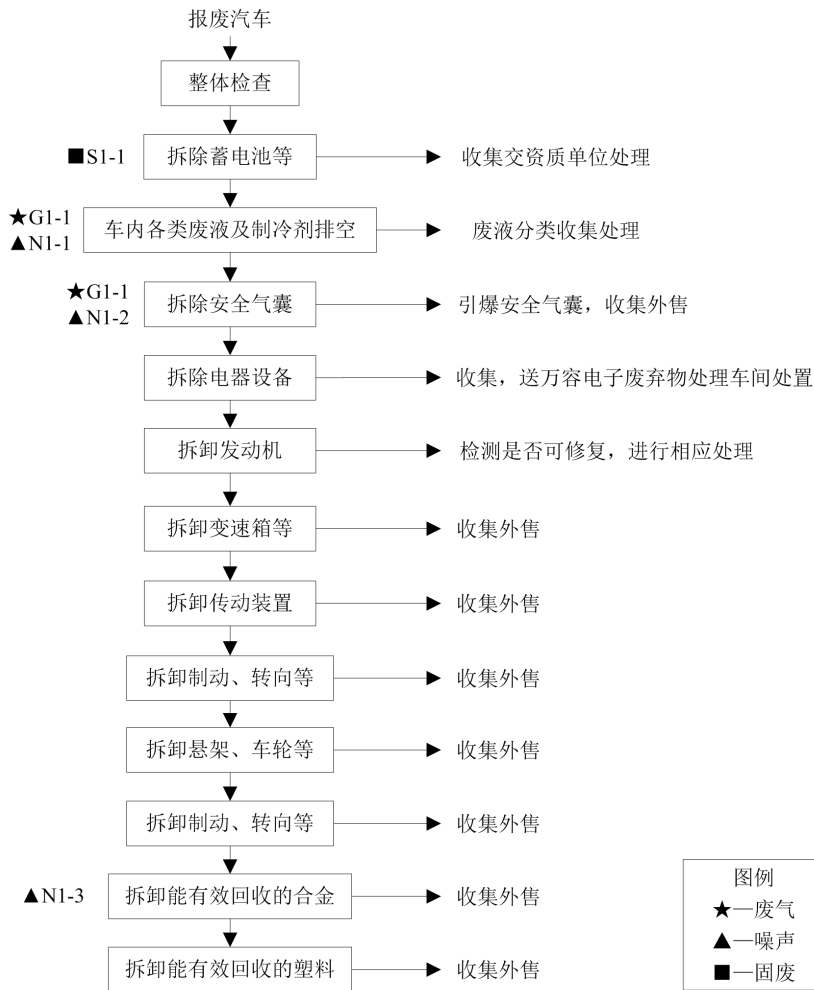 报废汽车
整体检查
■S1-1
拆除蓄电池等
收集交资质单位处理
★G1-1
▲N1-1
车内各类废液及制冷剂排空
废液分类收集处理
★G1-1
▲N1-2
拆除安全气囊
引爆安全气囊，收集外售
拆除电器设备
收集，送万容电子废弃物处理车间处置
拆卸发动机
检测是否可修复，进行相应处理
拆卸变速箱等
收集外售
拆卸传动装置
收集外售
拆卸制动、转向等
收集外售
拆卸悬架、车轮等
收集外售
拆卸制动、转向等
收集外售
▲N1-3
拆卸能有效回收的合金
收集外售
拆卸能有效回收的塑料
收集外售
图例
★—废气
▲—噪声
■—固废